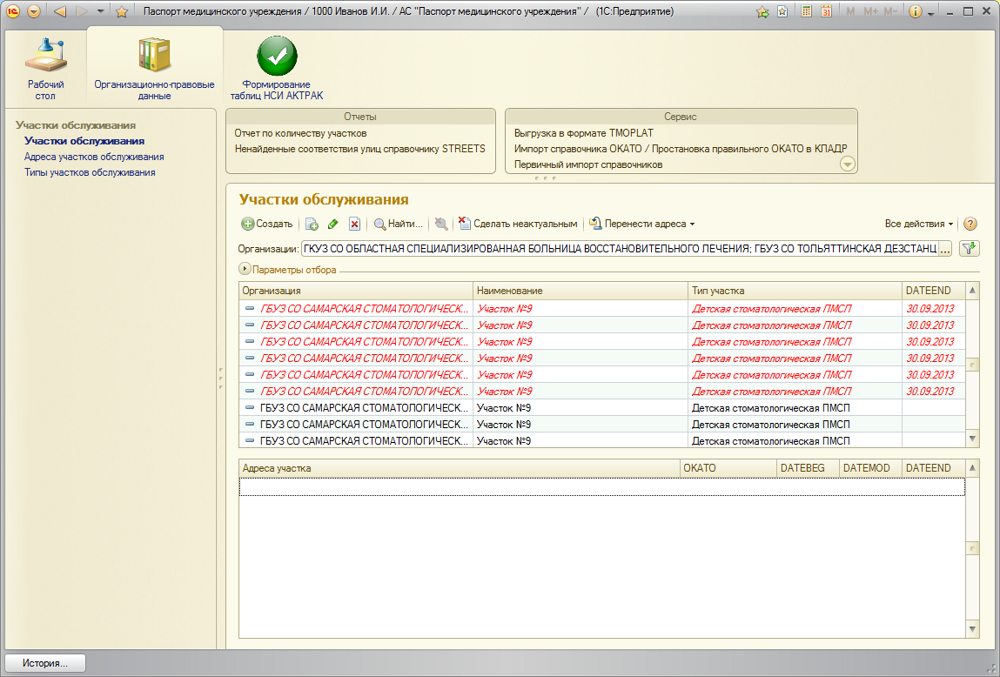 Паспорт медицинского учреждения / 1000 Иванов И.И. / АС "Паспорт медицинского учреждения" / (1С:Предприятие)
31 M M+ M-
Рабочий
стол
Организационно-правовые
данные
Формирование
таблиц НСИ АКТРАК
Участки обслуживания
Участки обслуживания
Адреса участков обслуживания
Типы участков обслуживания
Отчеты
Отчет по количеству участков
Ненайденные соответствия улиц справочнику STREETS
Сервис
Выгрузка в формате TMOPLAT
Импорт справочника ОКАТО / Простановка правильного ОКАТО в КЛАДР
Первичный импорт справочников
Участки обслуживания
Создать Найти... Сделать неактуальным Перенести адреса Все действия ?
Организации: ГКУЗ СО ОБЛАСТНАЯ СПЕЦИАЛИЗИРОВАННАЯ БОЛЬНИЦА ВОССТАНОВИТЕЛЬНОГО ЛЕЧЕНИЯ; ГБУЗ СО ТОЛЬЯТТИНСКАЯ ДЕЗСТАНЦ ...
Параметры отбора
Организация Наименование Тип участка DATEEND
ГБУЗ СО САМАРСКАЯ СТОМАТОЛОГИЧЕСК... Участок №9 Детская стоматологическая ПМСП 30.09.2013
ГБУЗ СО САМАРСКАЯ СТОМАТОЛОГИЧЕСК... Участок №9 Детская стоматологическая ПМСП 30.09.2013
ГБУЗ СО САМАРСКАЯ СТОМАТОЛОГИЧЕСК... Участок №9 Детская стоматологическая ПМСП 30.09.2013
ГБУЗ СО САМАРСКАЯ СТОМАТОЛОГИЧЕСК... Участок №9 Детская стоматологическая ПМСП 30.09.2013
ГБУЗ СО САМАРСКАЯ СТОМАТОЛОГИЧЕСК... Участок №9 Детская стоматологическая ПМСП 30.09.2013
ГБУЗ СО САМАРСКАЯ СТОМАТОЛОГИЧЕСК... Участок №9 Детская стоматологическая ПМСП 30.09.2013
ГБУЗ СО САМАРСКАЯ СТОМАТОЛОГИЧЕСК... Участок №9 Детская стоматологическая ПМСП
ГБУЗ СО САМАРСКАЯ СТОМАТОЛОГИЧЕСК... Участок №9 Детская стоматологическая ПМСП
ГБУЗ СО САМАРСКАЯ СТОМАТОЛОГИЧЕСК... Участок №9 Детская стоматологическая ПМСП
Адреса участка ОКАТО DATEBEG DATEMOD DATEEND
История...